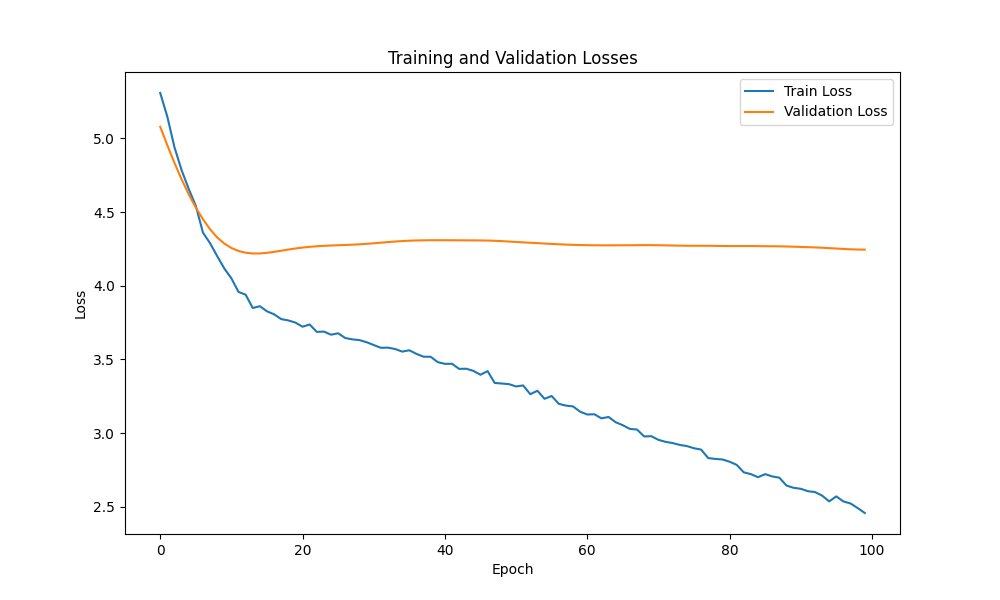 Training and Validation Losses
Train Loss
Validation Loss
5.0
4.5
4.0
3.5
3.0
2.5
Loss
0 20 40 60 80 100
Epoch